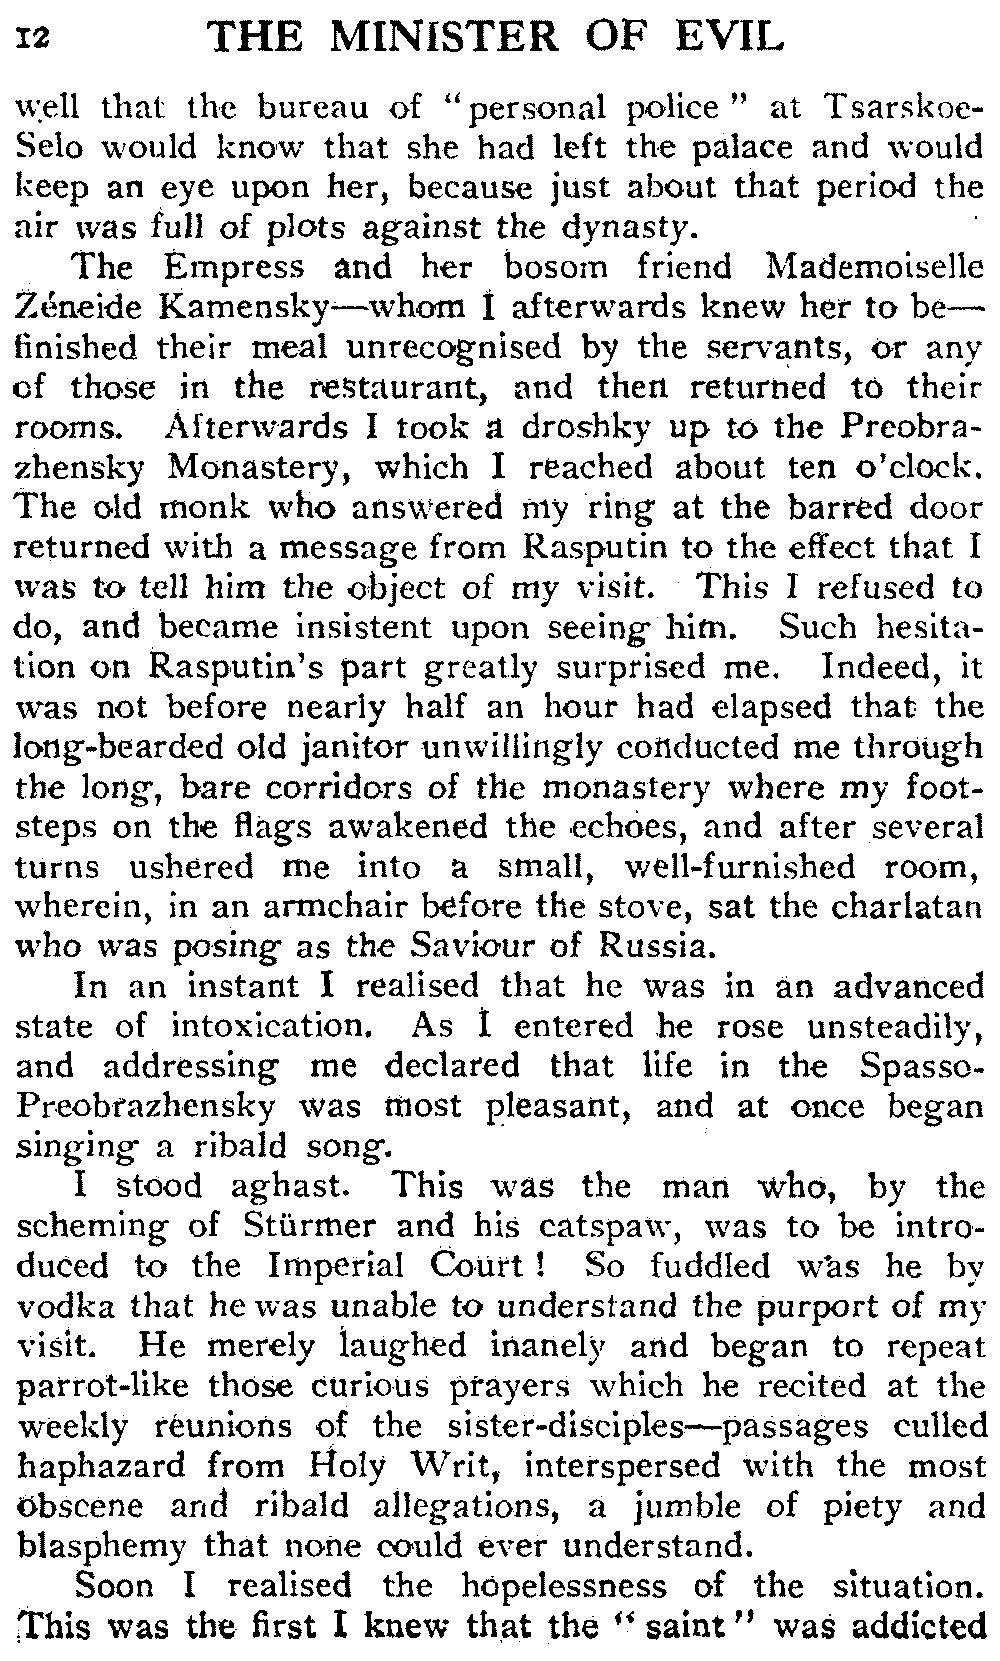 12 THE MINISTER OF EVIL
well that the bureau of “personal police” at Tsarskoe-
Selo would know that she had left the palace and would
keep an eye upon her, because just about that period the
air was full of plots against the dynasty.
The Empress and her bosom friend Mademoiselle
Zéneide Kamensky—whom I afterwards knew her to be—
finished their meal unrecognised by the servants, or any
of those in the restaurant, and then returned to their
rooms. Afterwards I took a droshky up to the Preobra-
zhensky Monastery, which I reached about ten o’clock.
The old monk who answered my ring at the barred door
returned with a message from Rasputin to the effect that I
was to tell him the object of my visit. This I refused to
do, and became insistent upon seeing him. Such hesita-
tion on Rasputin’s part greatly surprised me. Indeed, it
was not before nearly half an hour had elapsed that the
long-bearded old janitor unwillingly conducted me through
the long, bare corridors of the monastery where my foot-
steps on the flags awakened the echoes, and after several
turns ushered me into a small, well-furnished room,
wherein, in an armchair before the stove, sat the charlatan
who was posing as the Saviour of Russia.
In an instant I realised that he was in an advanced
state of intoxication. As I entered he rose unsteadily,
and addressing me declared that life in the Spasso-
Preobrazhensky was most pleasant, and at once began
singing a ribald song.
I stood aghast. This was the man who, by the
scheming of Stürmer and his catspaw, was to be intro-
duced to the Imperial Court! So fuddled was he by
vodka that he was unable to understand the purport of my
visit. He merely laughed inanely and began to repeat
parrot-like those curious prayers which he recited at the
weekly réunions of the sister-disciples—passages culled
haphazard from Holy Writ, interspersed with the most
obscene and ribald allegations, a jumble of piety and
blasphemy that none could ever understand.
Soon I realised the hopelessness of the situation.
This was the first I knew that the “saint” was addicted